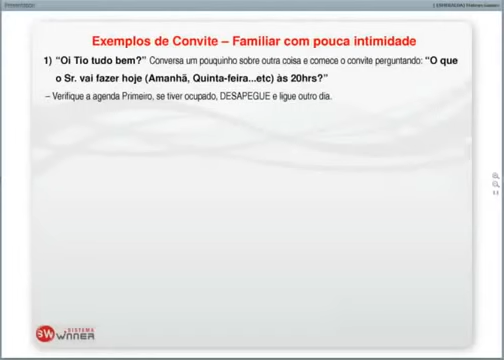 Exemplos de Convite – Familiar com pouca intimidade
1) “Oi Tio tudo bem?” Conversa um pouquinho sobre outra coisa e comece o convite perguntando: “O que
o Sr. vai fazer hoje (Amanhã, Quinta-feira...etc) às 20hrs?”
– Verifique a agenda Primeiro, se tiver ocupado, DESAPEGUE e ligue outro dia.
SISTEMA
WINNER